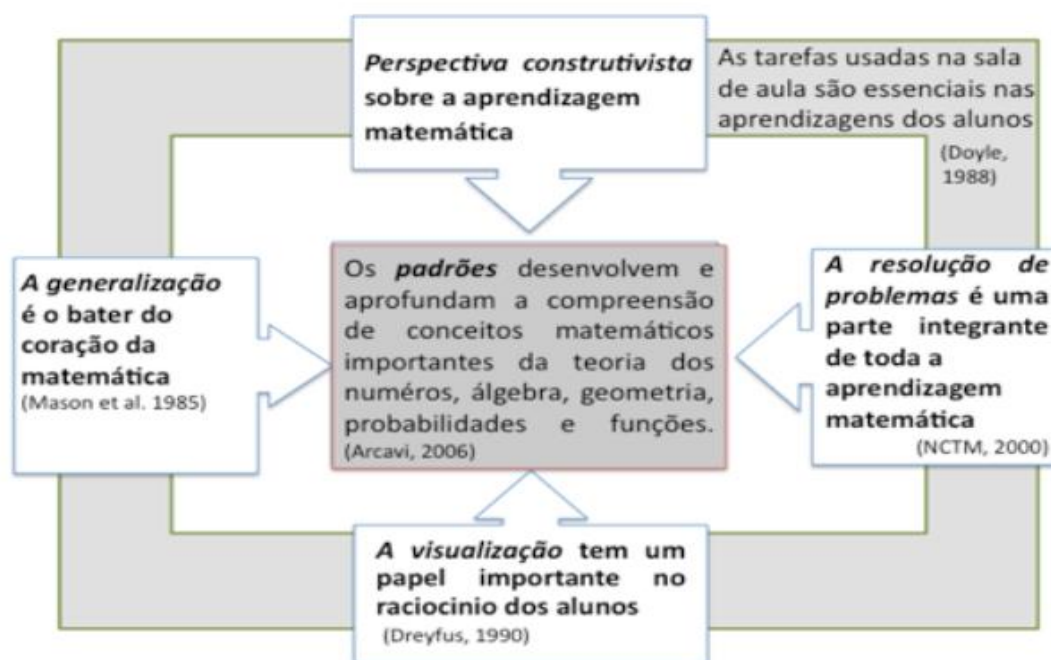 Perspectiva construtivista
sobre a aprendizagem
matemática
As tarefas usadas na sala
de aula são essenciais nas
aprendizagens dos alunos
(Doyle,
1988)
A generalização
é o bater do
coração da
matemática
(Mason et al. 1985)
Os padrões desenvolvem e
aprofundam a compreensão
de conceitos matemáticos
importantes da teoria dos
numéros, álgebra, geometria,
probabilidades e funções.
(Arcavi, 2006)
A resolução de
problemas é uma
parte integrante
de toda a
aprendizagem
matemática
(NCTM, 2000)
A visualização tem um
papel importante no
raciocinio dos alunos
(Dreyfus, 1990)